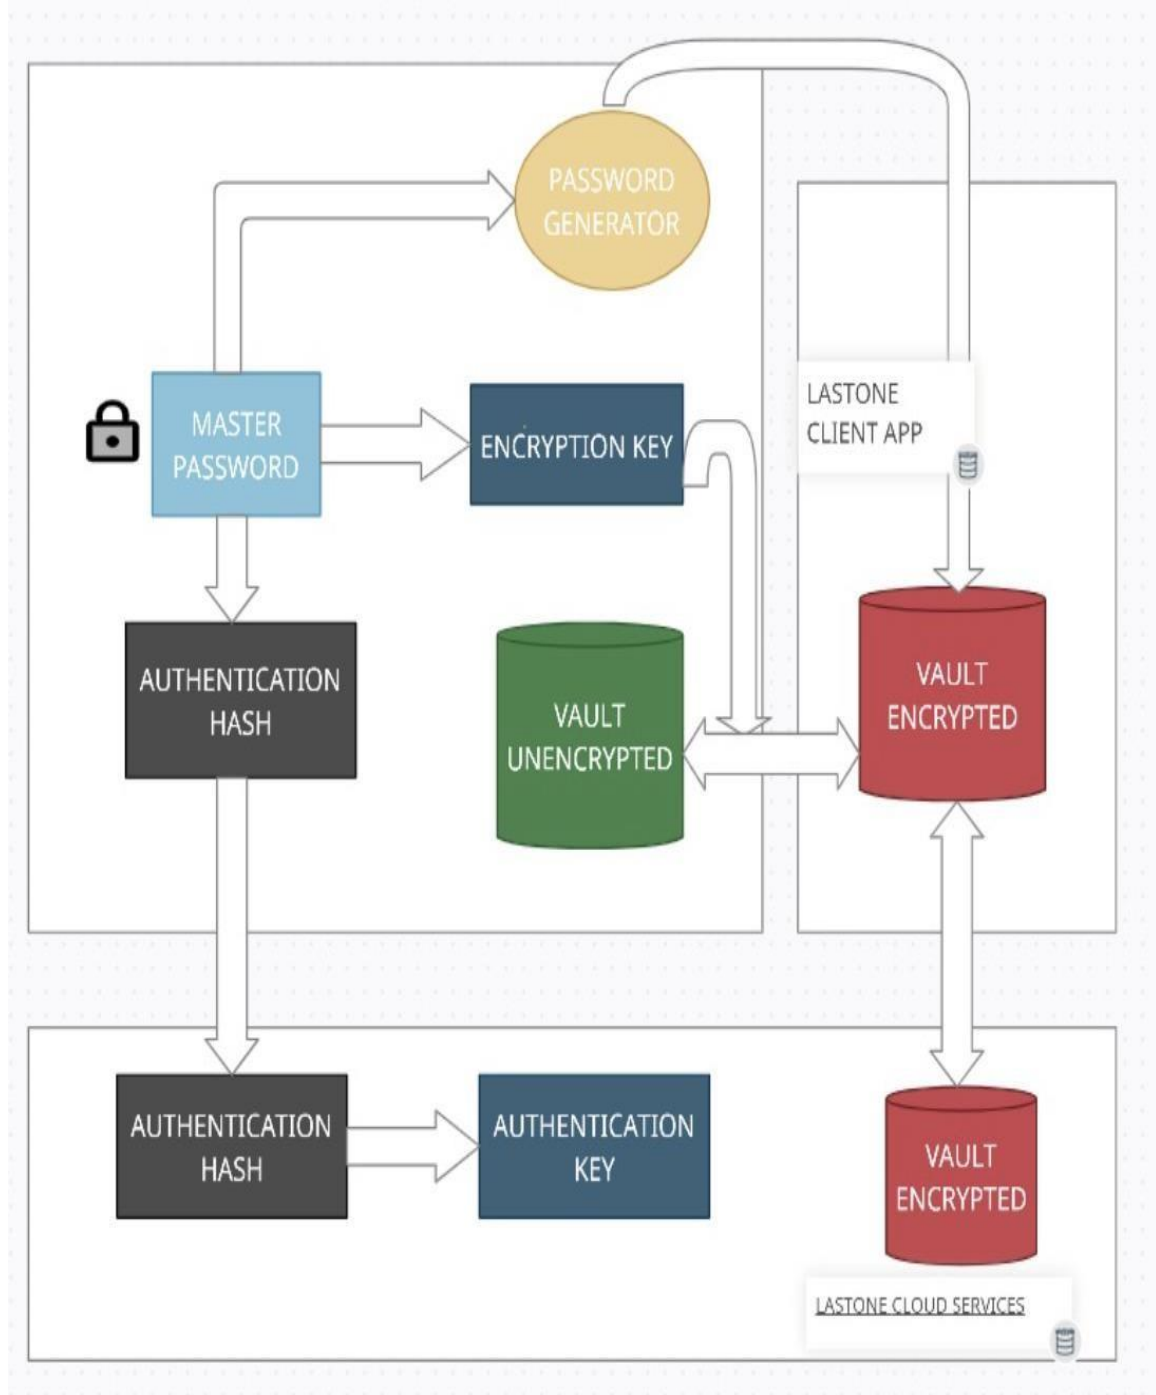 PASSWORD
GENERATOR
MASTER
PASSWORD
ENCRYPTION KEY
LASTONE
CLIENT APP
AUTHENTICATION
HASH
VAULT
UNENCRYPTED
VAULT
ENCRYPTED
AUTHENTICATION
HASH
AUTHENTICATION
KEY
VAULT
ENCRYPTED
LASTONE CLOUD SERVICES